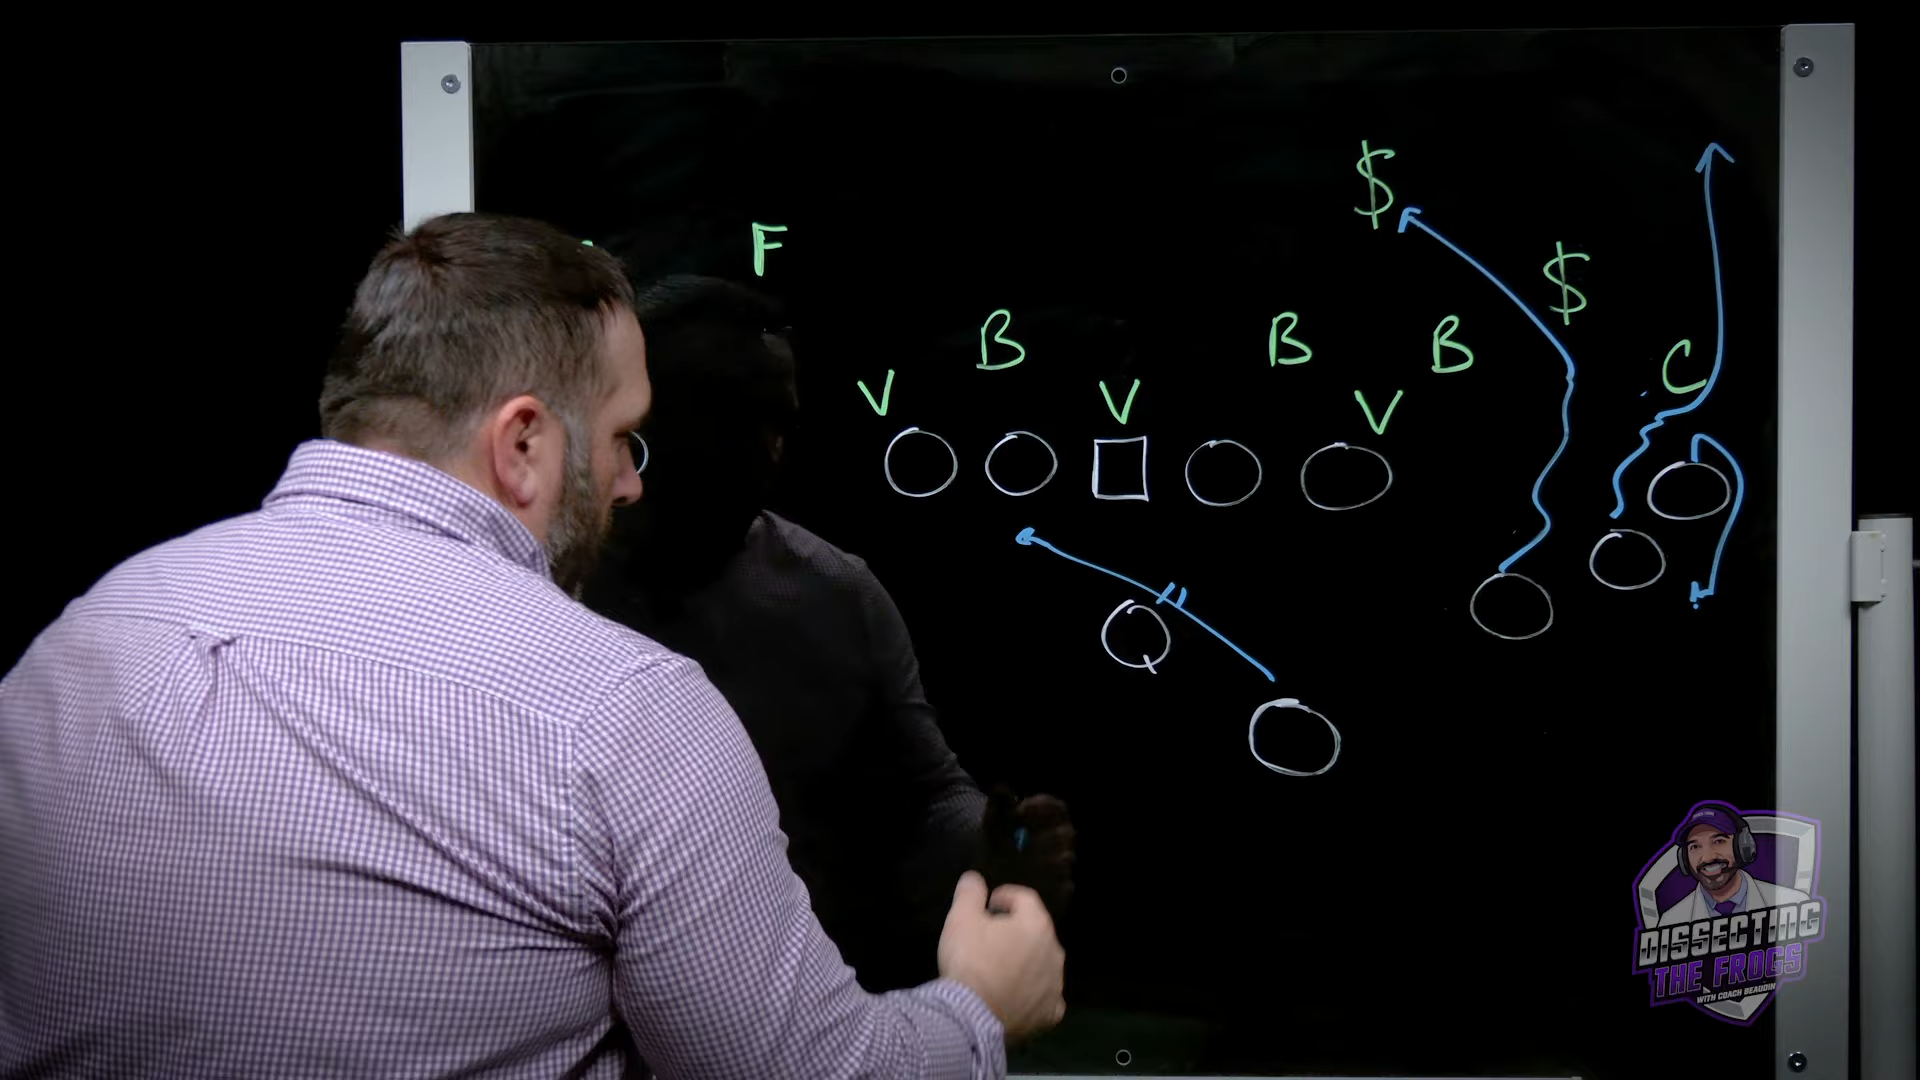 $
F
$
B
B
B
C
V
V
V
Q
DISSECTING
THE FROGS
WITH COACH BEAUDIN